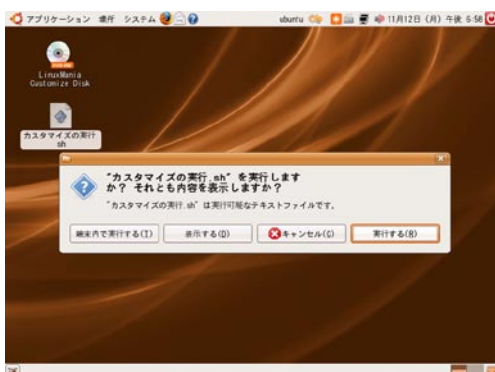 アプリケーション 場所 システム
ubuntu
11月12日 (月) 午後 6:58
LinuxMania
Customize Disk
カスタマイズの実行.
sh
"カスタマイズの実行.sh" を実行します
か? それとも内容を表示しますか?
"カスタマイズの実行.sh" は実行可能なテキストファイルです。
端末内で実行する(T)
表示する(D)
キャンセル(C)
実行する(R)